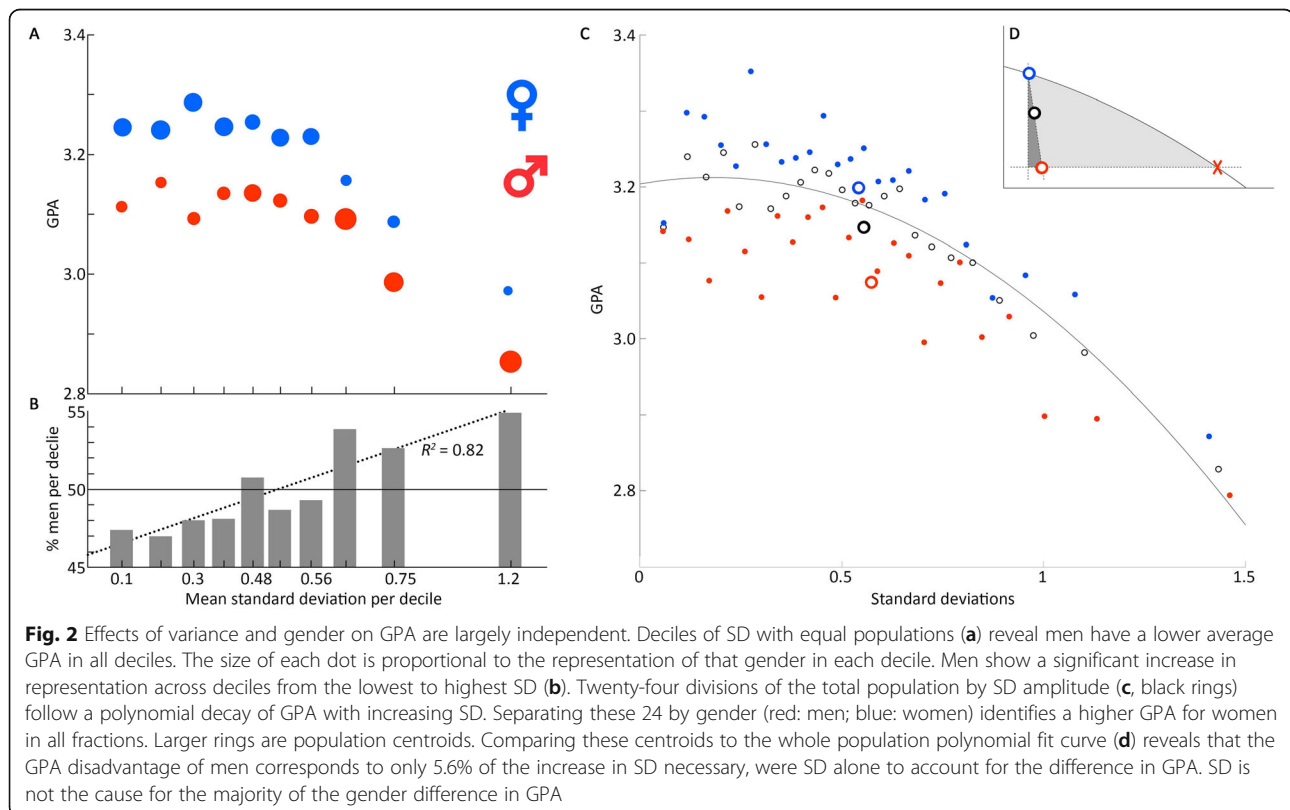 A
3.4
3.2
GPA
3.0
2.8
B
55
50
45
% men per declie
R² = 0.82
0.1
0.3
0.48
0.56
0.75
1.2
Mean standard deviation per decile
C
3.4
3.2
GPA
3.0
2.8
0
0.5
1
1.5
Standard deviations
D
X
Fig. 2 Effects of variance and gender on GPA are largely independent. Deciles of SD with equal populations (a) reveal men have a lower average
GPA in all deciles. The size of each dot is proportional to the representation of that gender in each decile. Men show a significant increase in
representation across deciles from the lowest to highest SD (b). Twenty-four divisions of the total population by SD amplitude (c, black rings)
follow a polynomial decay of GPA with increasing SD. Separating these 24 by gender (red: men; blue: women) identifies a higher GPA for women
in all fractions. Larger rings are population centroids. Comparing these centroids to the whole population polynomial fit curve (d) reveals that the
GPA disadvantage of men corresponds to only 5.6% of the increase in SD necessary, were SD alone to account for the difference in GPA. SD is
not the cause for the majority of the gender difference in GPA